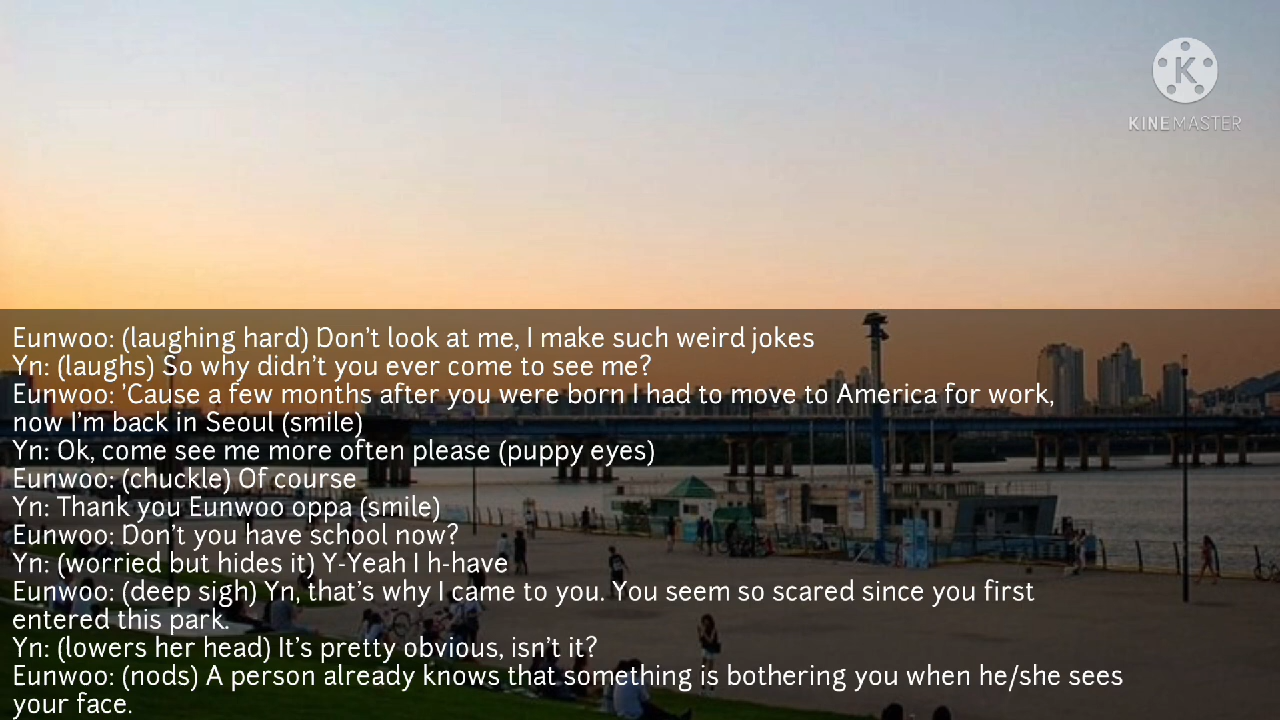 KINEMASTER
Eunwoo: (laughing hard) Don't look at me, I make such weird jokes
Yn: (laughs) So why didn't you ever come to see me?
Eunwoo: 'Cause a few months after you were born I had to move to America for work,
now I'm back in Seoul (smile)
Yn: Ok, come see me more often please (puppy eyes)
Eunwoo: (chuckle) Of course
Yn: Thank you Eunwoo oppa (smile)
Eunwoo: Don't you have school now?
Yn: (worried but hides it) Y-Yeah I h-have
Eunwoo: (deep sigh) Yn, that's why I came to you. You seem so scared since you first
entered this park.
Yn: (lowers her head) It's pretty obvious, isn't it?
Eunwoo: (nods) A person already knows that something is bothering you when he/she sees
your face.